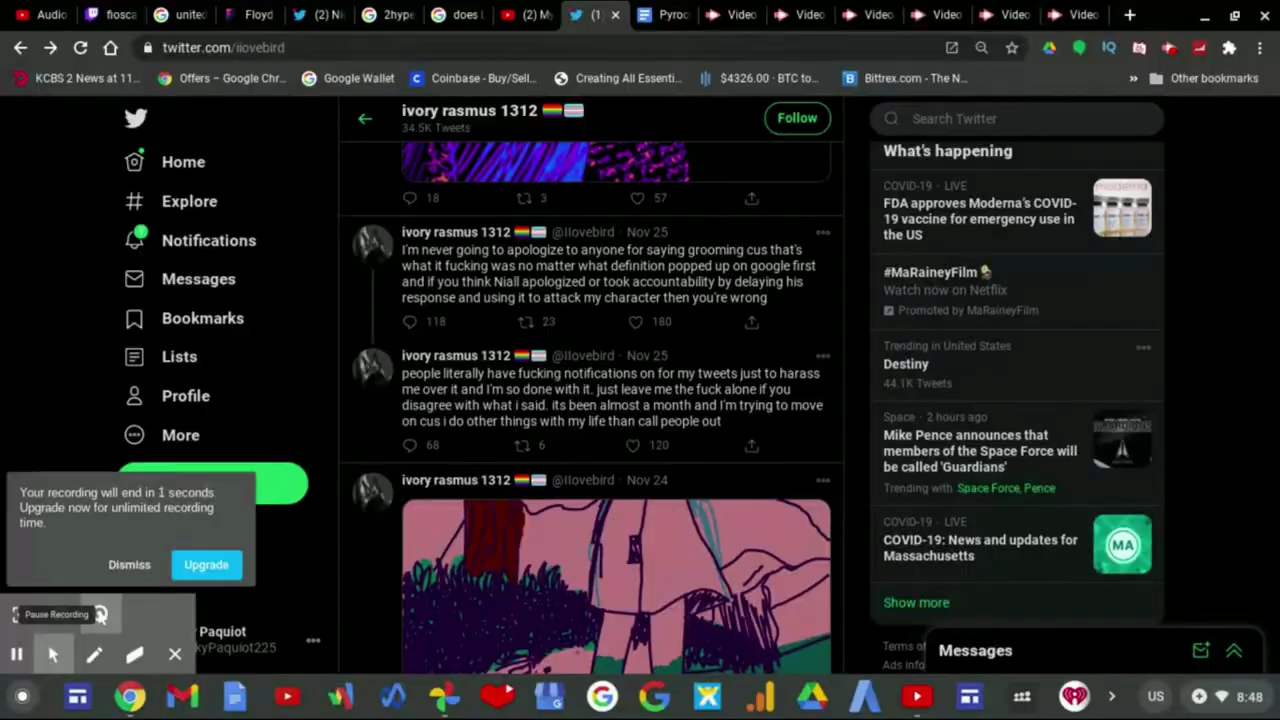 Audio
fiosca
united
Floyd
(2) Ni
2hype
does l
(2) My
(1
Pyroc
Video
Video
Video
Video
Video
Video
twitter.com/iiovebird
KCBS 2 News at 11...
Offers – Google Chr...
Google Wallet
Coinbase - Buy/Sell...
Creating All Essenti...
$4326.00 · BTC to...
Bittrex.com - The N...
Other bookmarks
Home
Explore
Notifications
Messages
Bookmarks
Lists
Profile
More
ivory rasmus 1312
34.5K Tweets
Follow
18
3
57
ivory rasmus 1312 @IIovebird · Nov 25
I'm never going to apologize to anyone for saying grooming cus that's
what it fucking was no matter what definition popped up on google first
and if you think Niall apologized or took accountability by delaying his
response and using it to attack my character then you're wrong
118
23
180
ivory rasmus 1312 @IIovebird · Nov 25
people literally have fucking notifications on for my tweets just to harass
me over it and I'm so done with it. just leave me the fuck alone if you
disagree with what i said. its been almost a month and I'm trying to move
on cus i do other things with my life than call people out
68
6
120
ivory rasmus 1312 @IIovebird · Nov 24
Search Twitter
What's happening
COVID-19 · LIVE
FDA approves Moderna's COVID-
19 vaccine for emergency use in
the US
moderna
#MaRaineyFilm
Watch now on Netflix
Promoted by MaRaineyFilm
Trending in United States
Destiny
44.1K Tweets
Space · 2 hours ago
Mike Pence announces that
members of the Space Force will
be called 'Guardians'
Trending with Space Force, Pence
COVID-19 · LIVE
COVID-19: News and updates for
Massachusetts
MA
Show more
Terms of
Ads info
Messages
Your recording will end in 1 seconds
Upgrade now for unlimited recording
time.
Dismiss
Upgrade
Pause Recording
Paquiot
kyPaquiot225
US
8:48